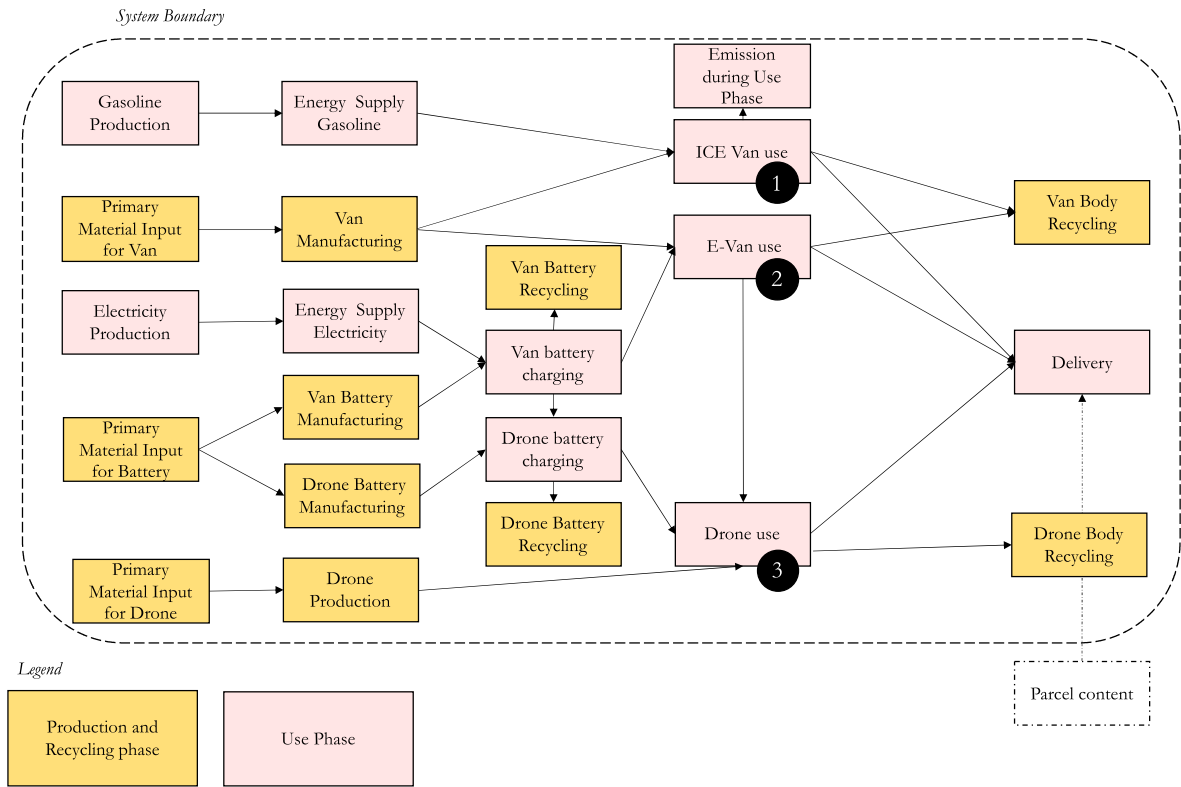 System Boundary
Emission
during Use
Phase
Gasoline
Production
Energy Supply
Gasoline
ICE Van use
1
Primary
Material Input
for Van
Van
Manufacturing
Van Body
Recycling
E-Van use
2
Van Battery
Recycling
Electricity
Production
Energy Supply
Electricity
Van battery
charging
Delivery
Van Battery
Manufacturing
Primary
Material Input
for Battery
Drone battery
charging
Drone Battery
Manufacturing
Drone Battery
Recycling
Drone use
3
Drone Body
Recycling
Primary
Material Input
for Drone
Drone
Production
Legend
Parcel content
Production and
Recycling phase
Use Phase